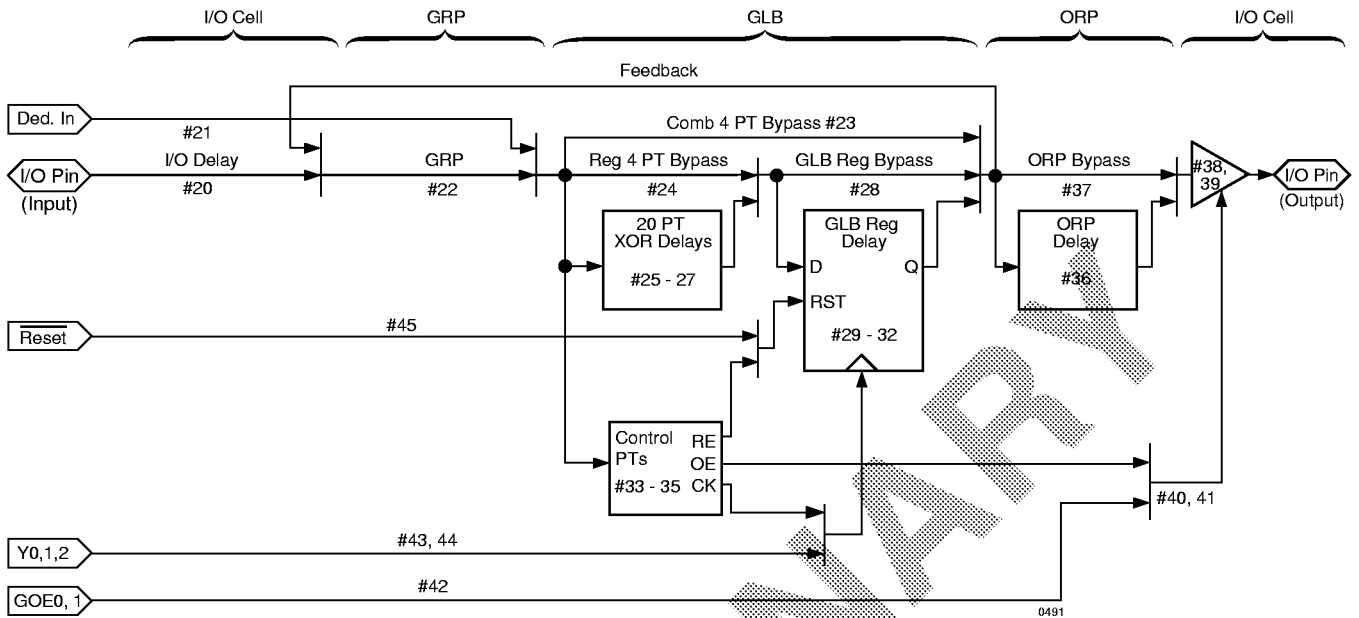 I/O Cell GRP GLB ORP I/O Cell
Feedback
Ded. In
#21
Comb 4 PT Bypass #23
I/O Pin
(Input)
I/O Delay
#20
GRP
#22
Reg 4 PT Bypass
#24
GLB Reg Bypass
#28
ORP Bypass
#37
#38,
39
I/O Pin
(Output)
20 PT
XOR Delays
#25 - 27
GLB Reg
Delay
D
Q
RST
#29 - 32
ORP
Delay
#36
Reset
#45
Control
PTs
#33 - 35
RE
OE
CK
#40, 41
Y0,1,2
#43, 44
GOE0, 1
#42
0491
NARY